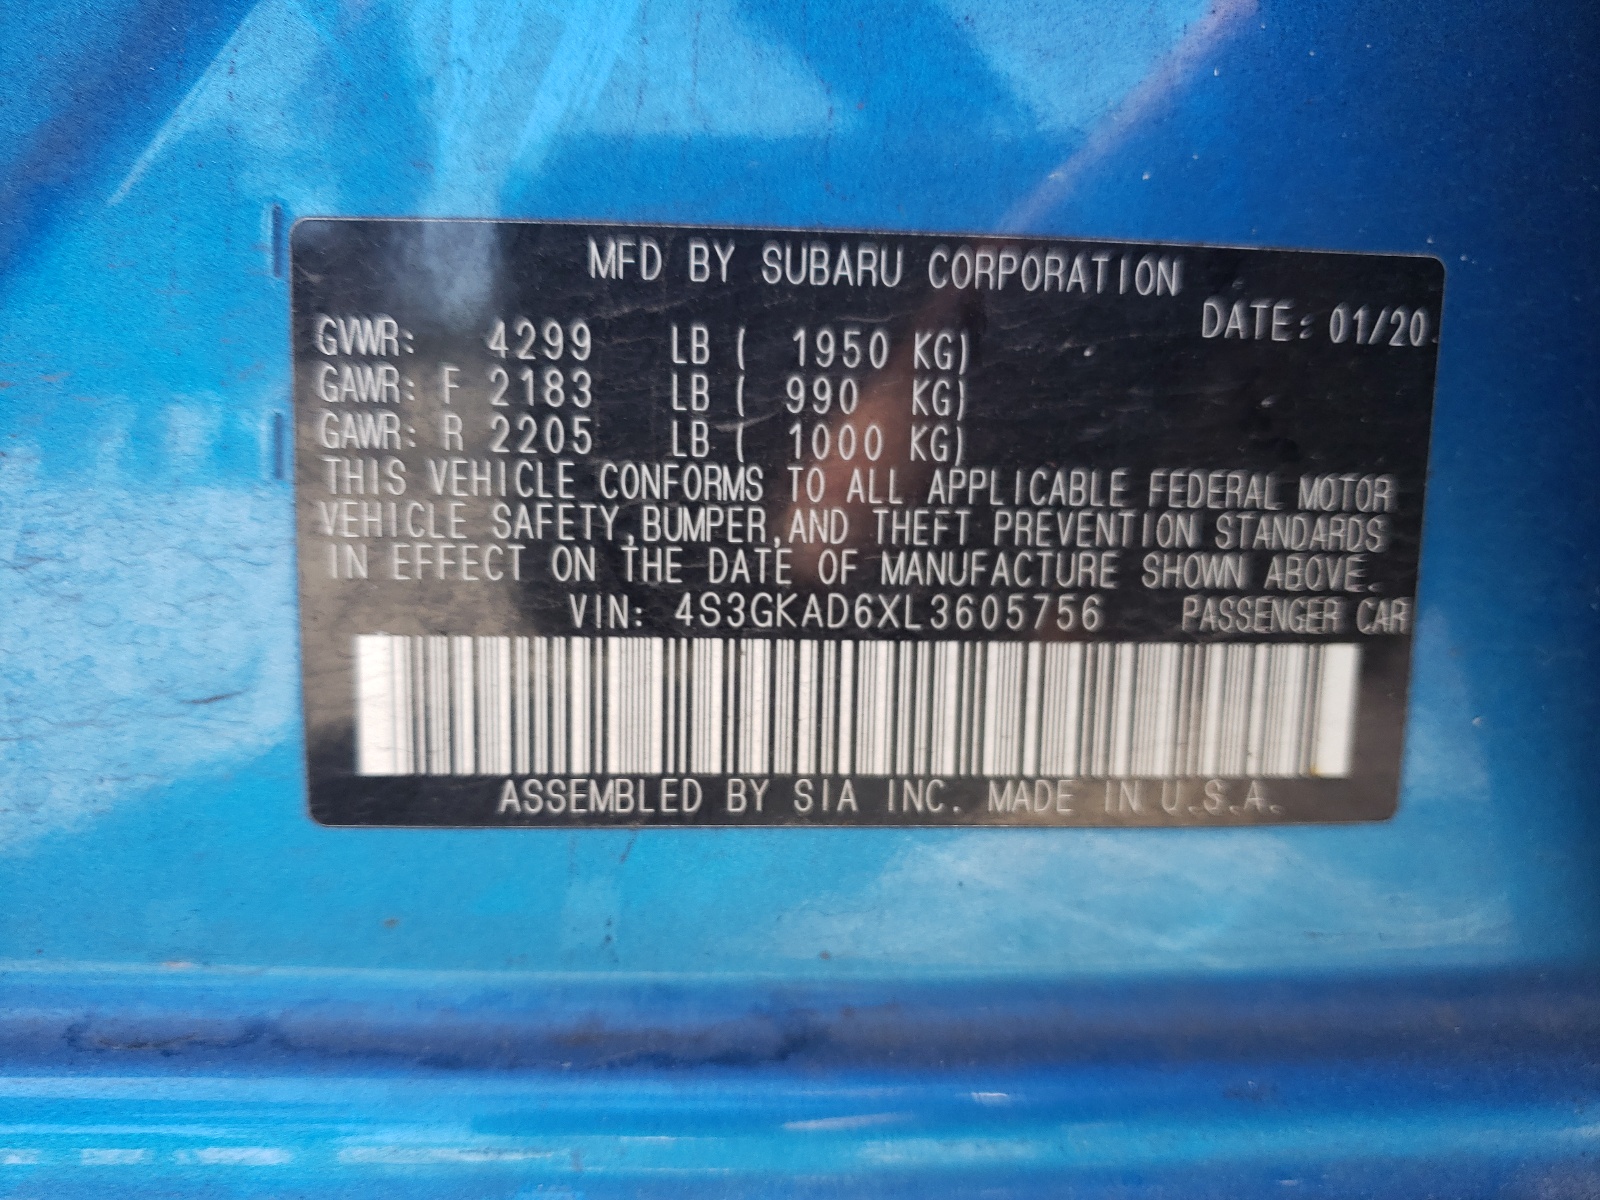 MFD BY SUBARU CORPORATION
DATE: 01/20
GVWR: 4299 LB ( 1950 KG)
GAWR: F 2183 LB ( 990 KG)
GAWR: R 2205 LB ( 1000 KG)
THIS VEHICLE CONFORMS TO ALL APPLICABLE FEDERAL MOTOR
VEHICLE SAFETY,BUMPER,AND THEFT PREVENTION STANDARDS
IN EFFECT ON THE DATE OF MANUFACTURE SHOWN ABOVE.
VIN: 4S3GKAD6XL3605756 PASSENGER CAR
ASSEMBLED BY SIA INC. MADE IN U.S.A.